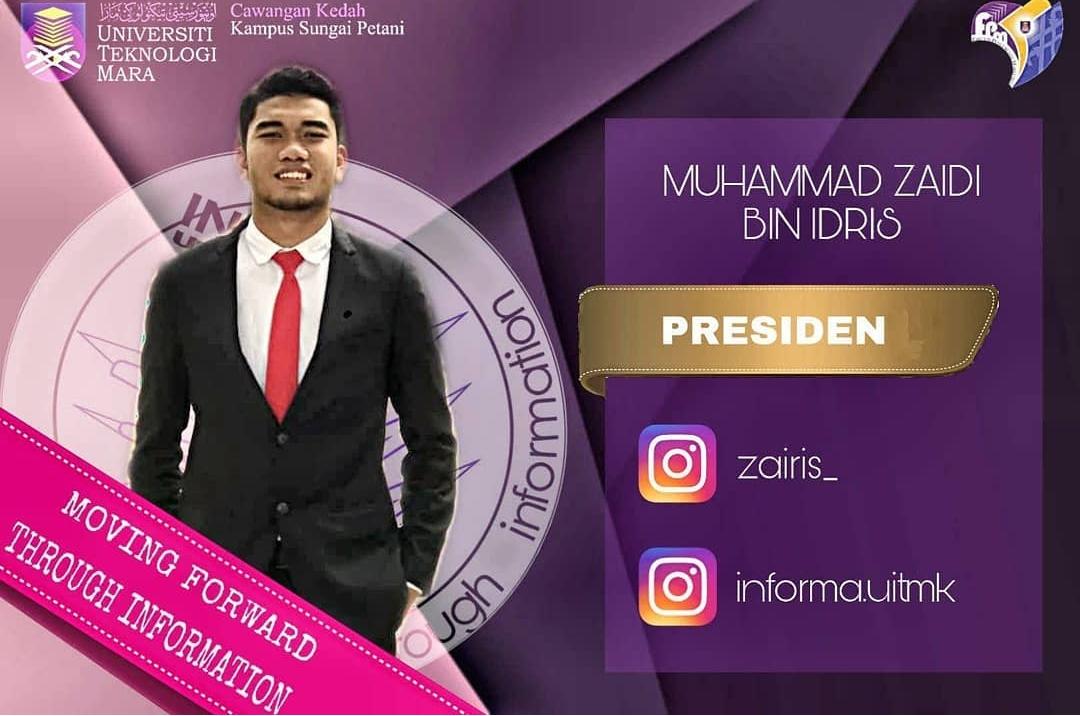 UNIVERSITI
TEKNOLOGI
MARA
Cawangan Kedah
Kampus Sungai Petani
MUHAMMAD ZAIDI
BIN IDRIS
PRESIDEN
zairis_
informa.uitmk
information
ough
MOVING FORWARD
THROUGH INFORMATION